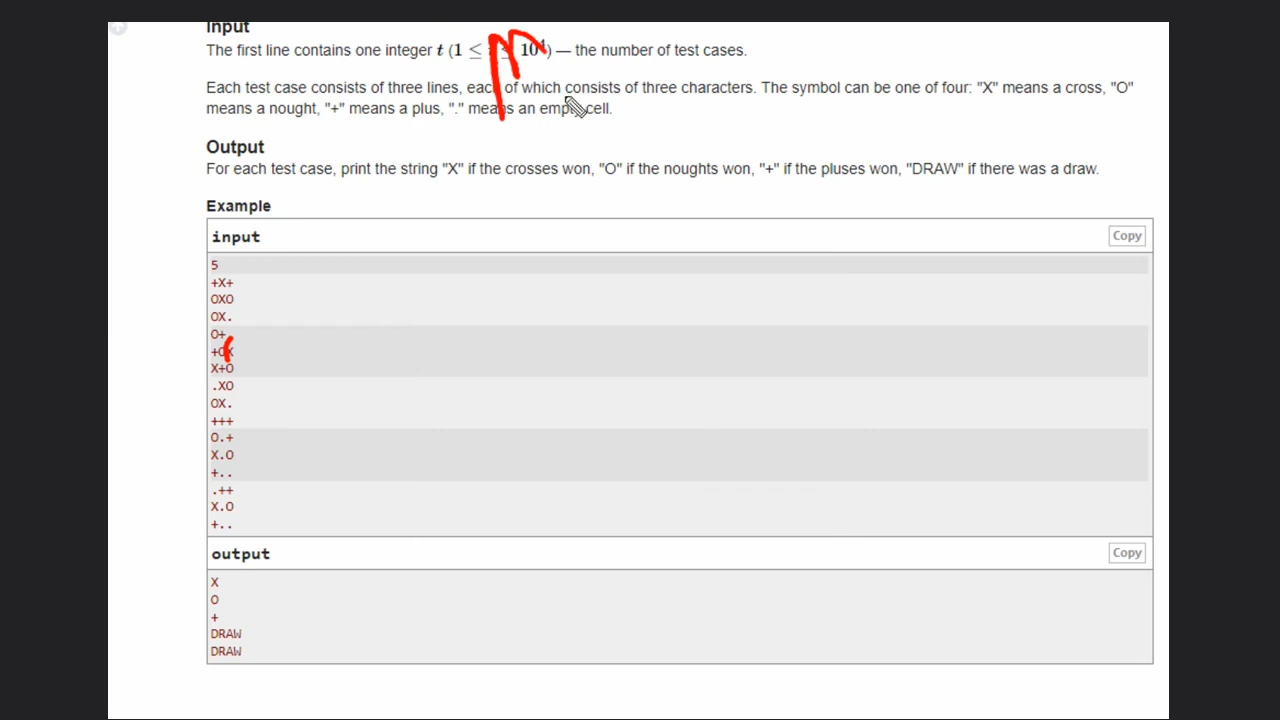 Input
The first line contains one integer t (1 ≤ ≤ 10^4) — the number of test cases.
Each test case consists of three lines, each of which consists of three characters. The symbol can be one of four: "X" means a cross, "O"
means a nought, "+" means a plus, "." means an empty cell.
Output
For each test case, print the string "X" if the crosses won, "O" if the noughts won, "+" if the pluses won, "DRAW" if there was a draw.
Example
input
Copy
5
+X+
OXO
OX.
O+
+OX
X+O
.XO
OX.
+++
O.+
X.O
+..
.++
X.O
+..
output
Copy
X
O
+
DRAW
DRAW